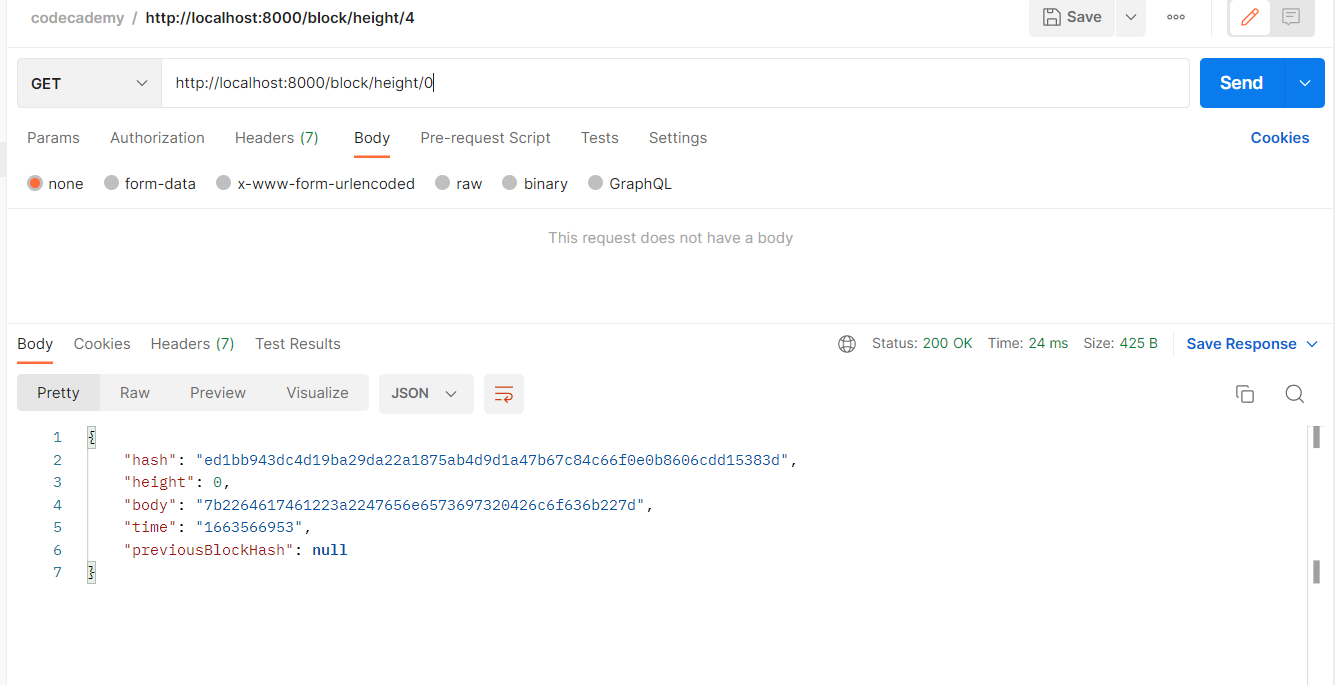 codecademy / http://localhost:8000/block/height/4
Save
GET http://localhost:8000/block/height/0 Send
Params Authorization Headers (7) Body Pre-request Script Tests Settings Cookies
none form-data x-www-form-urlencoded raw binary GraphQL
This request does not have a body
Body Cookies Headers (7) Test Results Status: 200 OK Time: 24 ms Size: 425 B Save Response
Pretty Raw Preview Visualize JSON
1 {
2 "hash": "ed1bb943dc4d19ba29da22a1875ab4d9d1a47b67c84c66f0e0b8606cdd15383d",
3 "height": 0,
4 "body": "7b2264617461223a2247656e6573697320426c6f636b227d",
5 "time": "1663566953",
6 "previousBlockHash": null
7 }